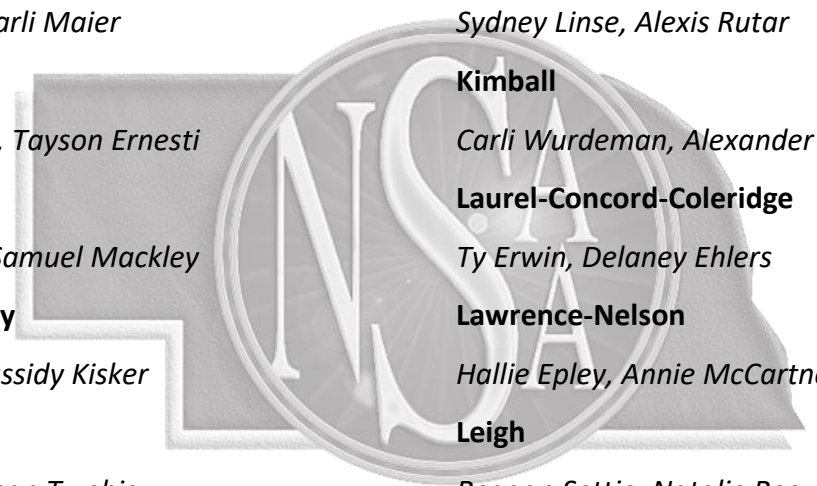 arli Maier
, Tayson Ernesti
Samuel Mackley
y
ssidy Kisker
Sydney Linse, Alexis Rutar
Kimball
Carli Wurdeman, Alexander
Laurel-Concord-Coleridge
Ty Erwin, Delaney Ehlers
Lawrence-Nelson
Hallie Epley, Annie McCartn
Leigh
NSAA